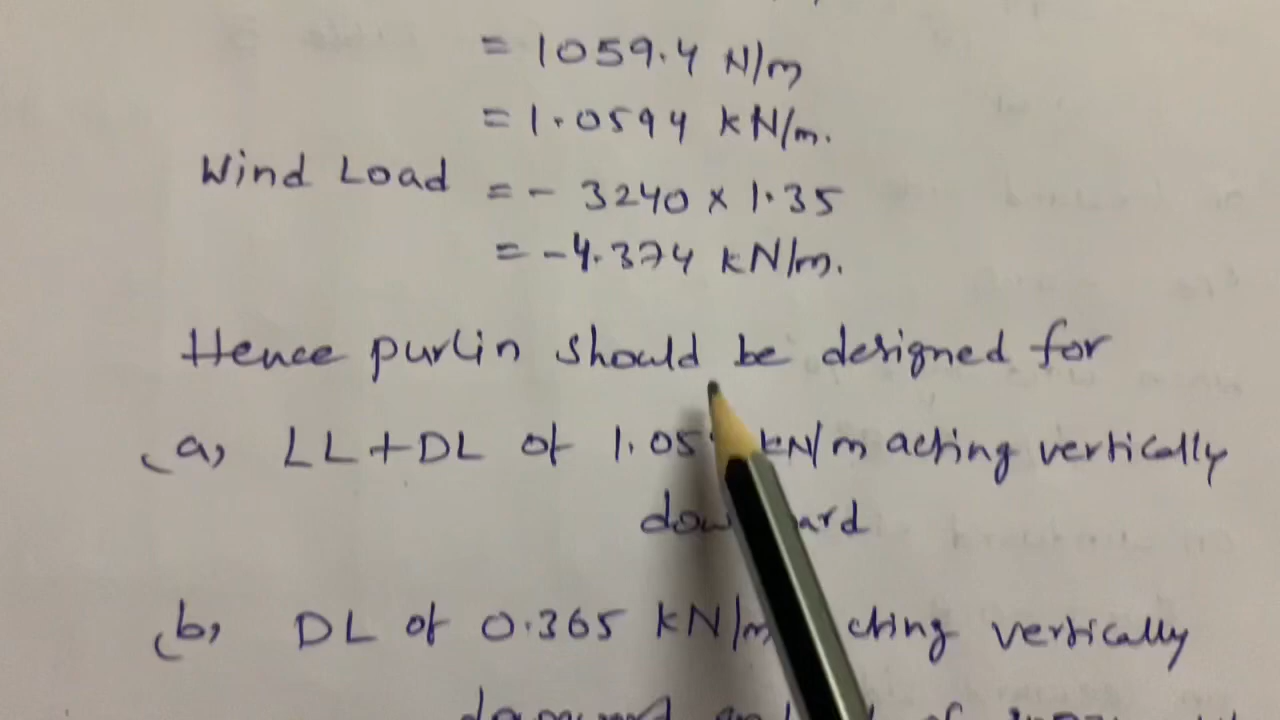 = 1059.4 N/m
= 1.0594 kN/m.
Wind Load = - 3240 × 1.35
= -4.374 kN/m.
Hence purlin should be designed for
(a, LL+DL of 1.05 kN/m acting vertically
(b, DL of 0.365 kN/m vertically